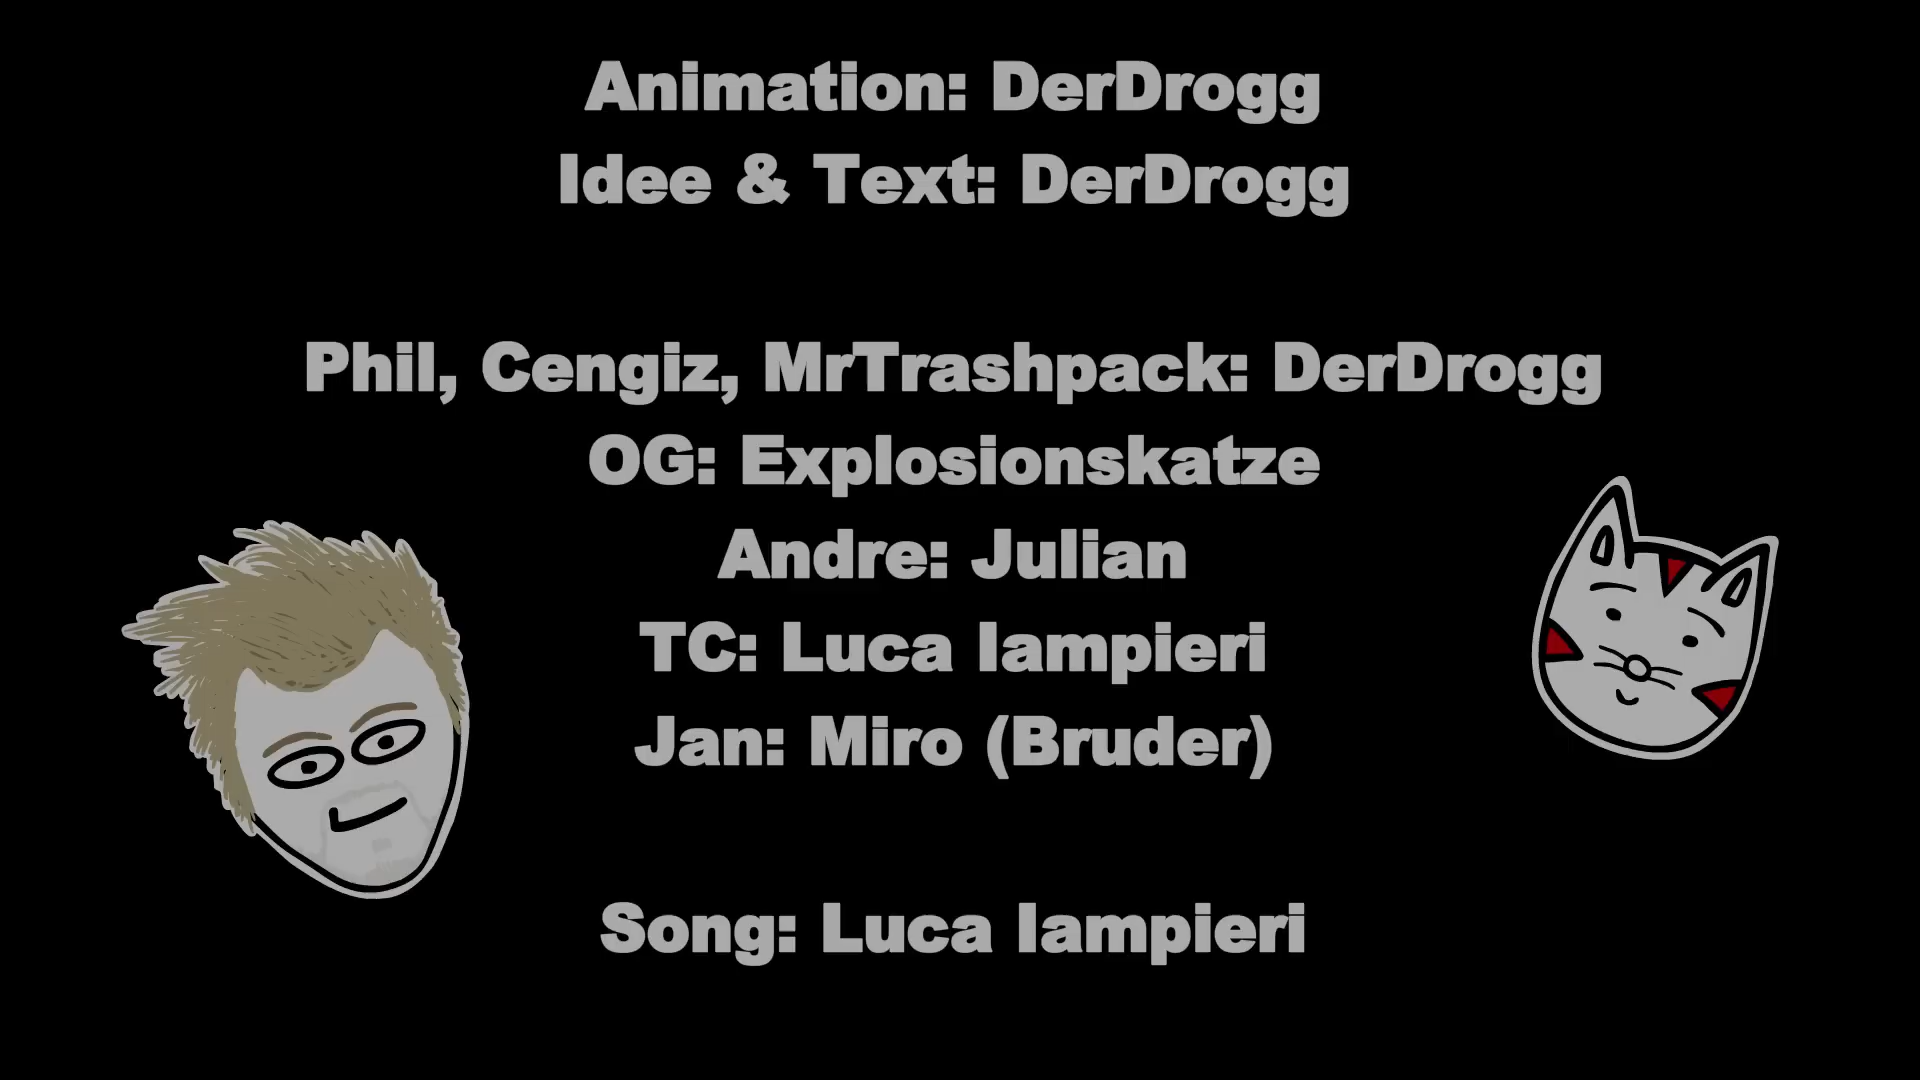 Animation: DerDrogg
Idee & Text: DerDrogg
Phil, Cengiz, MrTrashpack: DerDrogg
OG: Explosionskatze
Andre: Julian
TC: Luca Iampieri
Jan: Miro (Bruder)
Song: Luca Iampieri